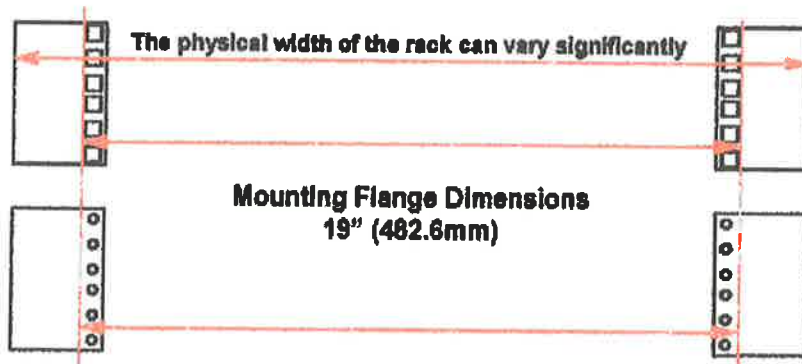 The physical width of the rack can vary significantly
Mounting Flange Dimensions
19" (482.6mm)